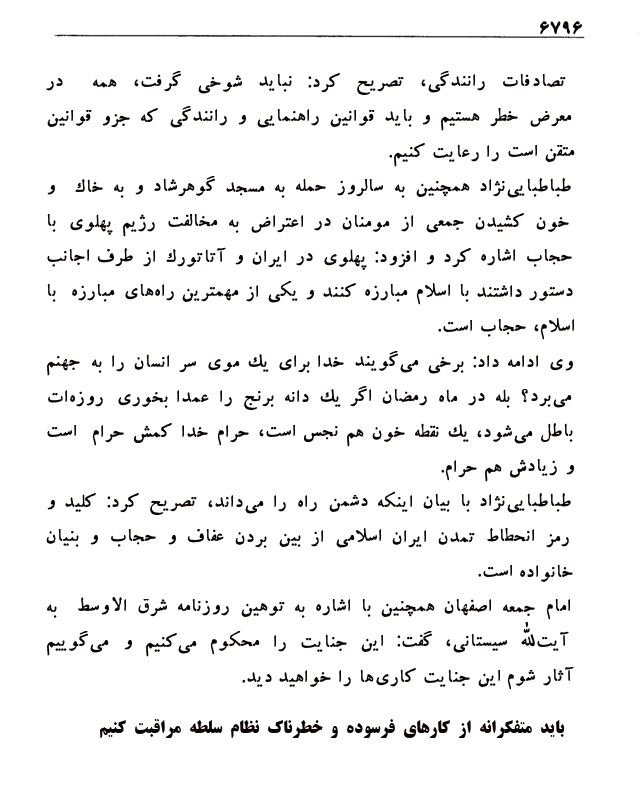 ۶۷۹۶
تصادفات رانندگی، تصریح کرد: نباید شوخی گرفت، همه در
معرض خطر هستیم و باید قوانین راهنمایی و رانندگی که جزو قوانین
متقن است را رعایت کنیم.
طباطبایی‌نژاد همچنین به سالروز حمله به مسجد گوهرشاد و به خاك و
خون کشیدن جمعی از مومنان در اعتراض به مخالفت رژیم پهلوی با
حجاب اشاره کرد و افزود: پهلوی در ایران و آتاتورك از طرف اجانب
دستور داشتند با اسلام مبارزه کنند و یکی از مهمترین راه‌های مبارزه با
اسلام، حجاب است.
وی ادامه داد: برخی می‌گویند خدا برای یك موی سر انسان را به جهنم
می‌برد؟ بله در ماه رمضان اگر یك دانه برنج را عمدا بخوری روزه‌ات
باطل می‌شود، یك نقطه خون هم نجس است، حرام خدا کمش حرام است
و زیادش هم حرام.
طباطبایی‌نژاد با بیان اینکه دشمن راه را می‌داند، تصریح کرد: کلید و
رمز انحطاط تمدن ایران اسلامی از بین بردن عفاف و حجاب و بنیان
خانواده است.
امام جمعه اصفهان همچنین با اشاره به توهین روزنامه شرق الاوسط به
آیت‌لله سیستانی، گفت: این جنایت را محکوم می‌کنیم و می‌گوییم
آثار شوم این جنایت کاری‌ها را خواهید دید.
باید متفکرانه از کارهای فرسوده و خطرناک نظام سلطه مراقبت کنیم